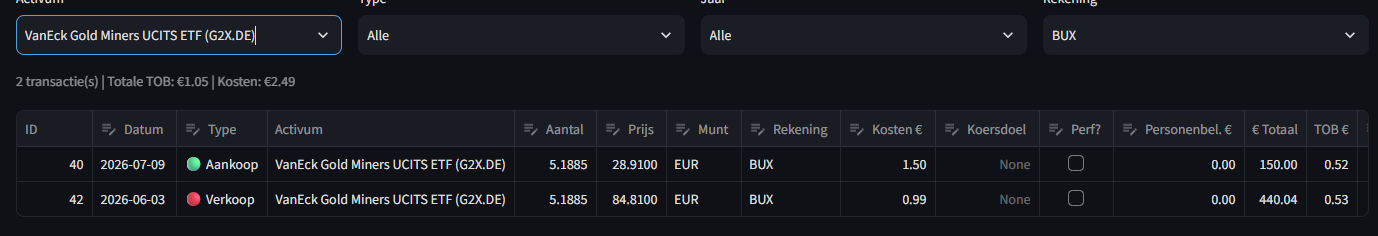 Activum Type Jaar Rekening
VanEck Gold Miners UCITS ETF (G2X.DE) Alle Alle BUX
2 transactie(s) | Totale TOB: €1.05 | Kosten: €2.49
ID Datum Type Activum Aantal Prijs Munt Rekening Kosten € Koersdoel Perf? Personenbel. € € Totaal TOB €
40 2026-07-09 Aankoop VanEck Gold Miners UCITS ETF (G2X.DE) 5.1885 28.9100 EUR BUX 1.50 None 0.00 150.00 0.52
42 2026-06-03 Verkoop VanEck Gold Miners UCITS ETF (G2X.DE) 5.1885 84.8100 EUR BUX 0.99 None 0.00 440.04 0.53